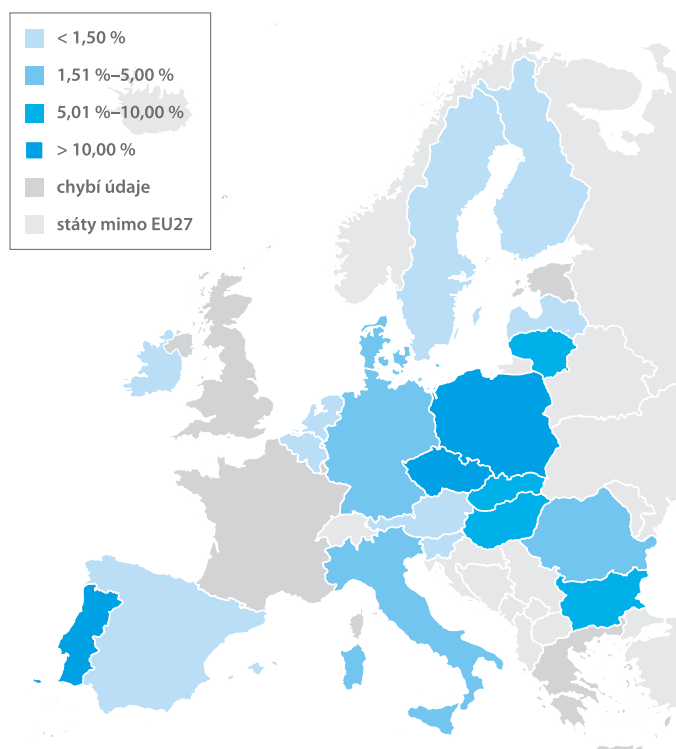 < 1,50 %
1,51 %–5,00 %
5,01 %–10,00 %
> 10,00 %
chybí údaje
státy mimo EU27